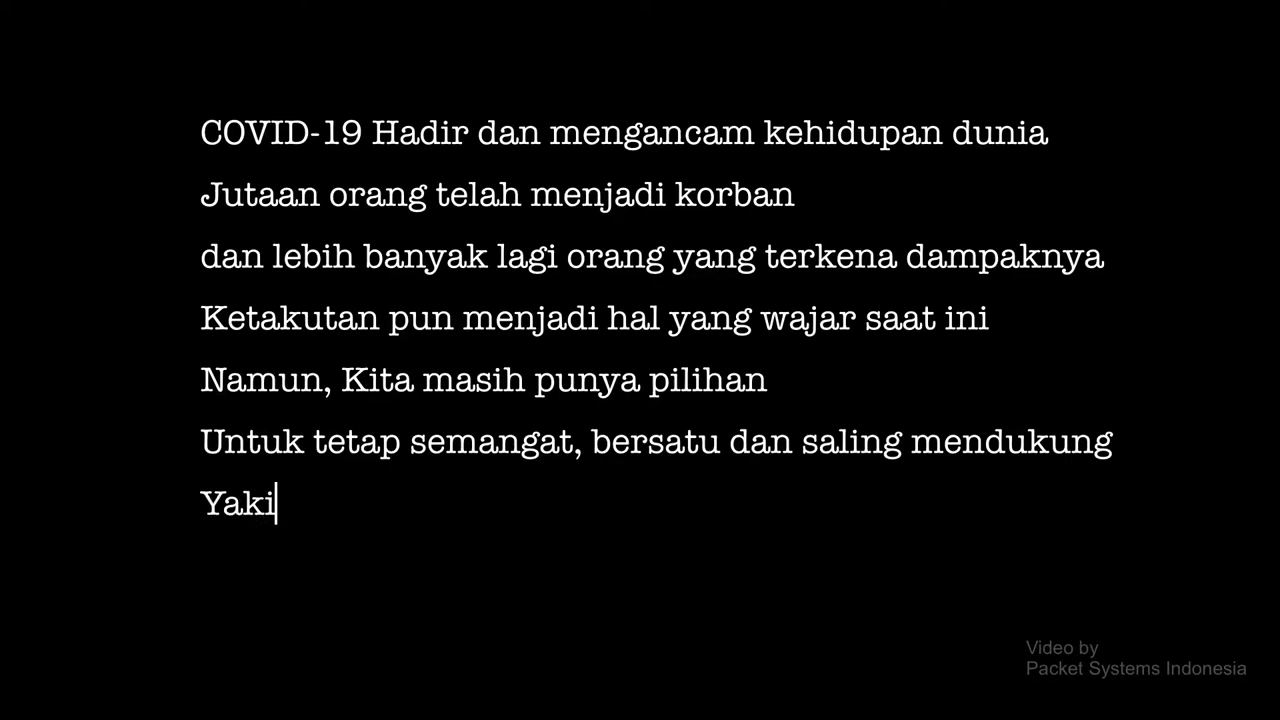 COVID-19 Hadir dan mengancam kehidupan dunia
Jutaan orang telah menjadi korban
dan lebih banyak lagi orang yang terkena dampaknya
Ketakutan pun menjadi hal yang wajar saat ini
Namun, Kita masih punya pilihan
Untuk tetap semangat, bersatu dan saling mendukung
Yaki
Video by
Packet Systems Indonesia